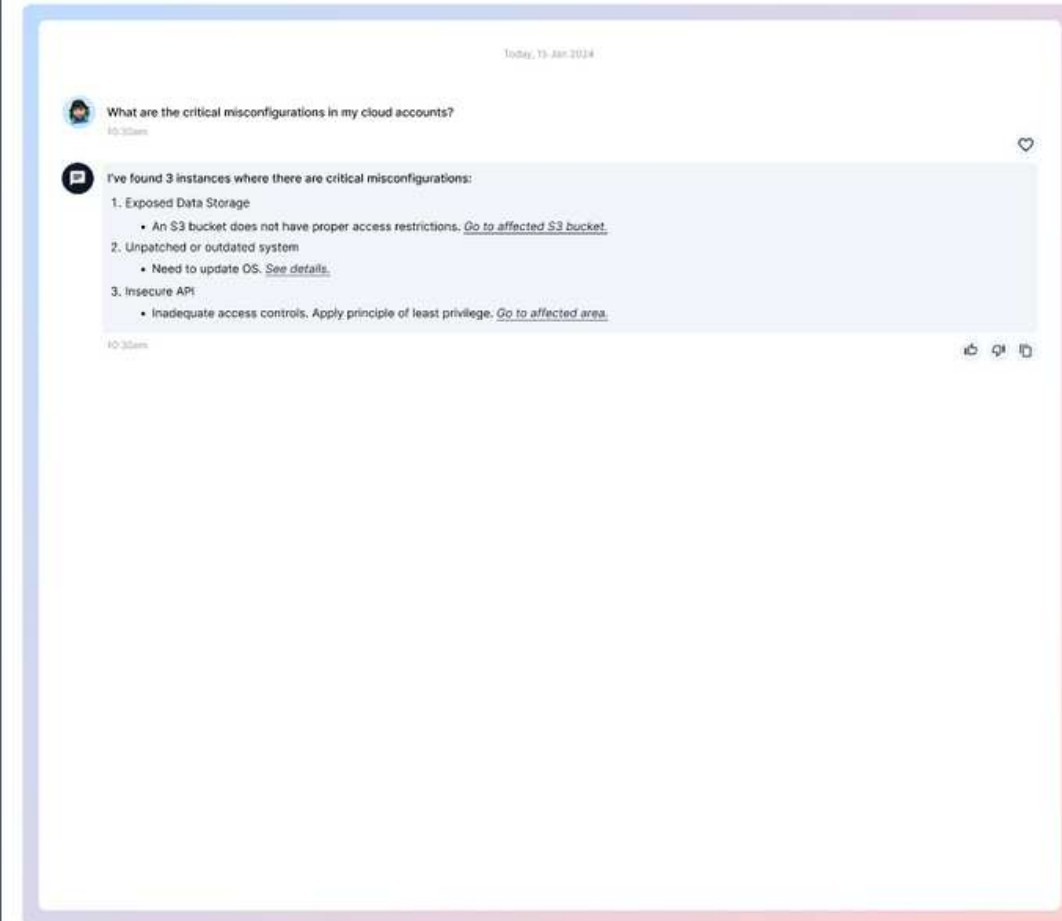 Today, 13 Jan 2024
What are the critical misconfigurations in my cloud accounts?
10:30am
I've found 3 instances where there are critical misconfigurations:
1. Exposed Data Storage
• An S3 bucket does not have proper access restrictions. Go to affected S3 bucket.
2. Unpatched or outdated system
• Need to update OS. See details.
3. Insecure API
• Inadequate access controls. Apply principle of least privilege. Go to affected area.
10:30am